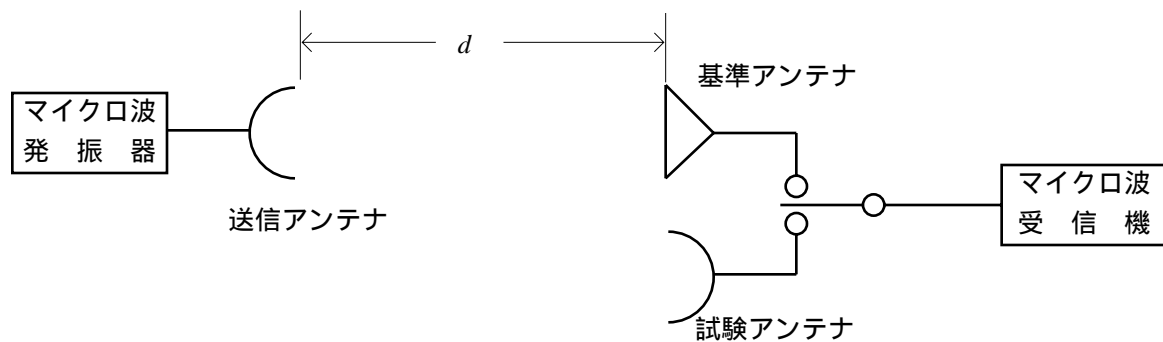 d
基準アンテナ
マイクロ波
発 振 器
送信アンテナ
マイクロ波
受 信 機
試験アンテナ